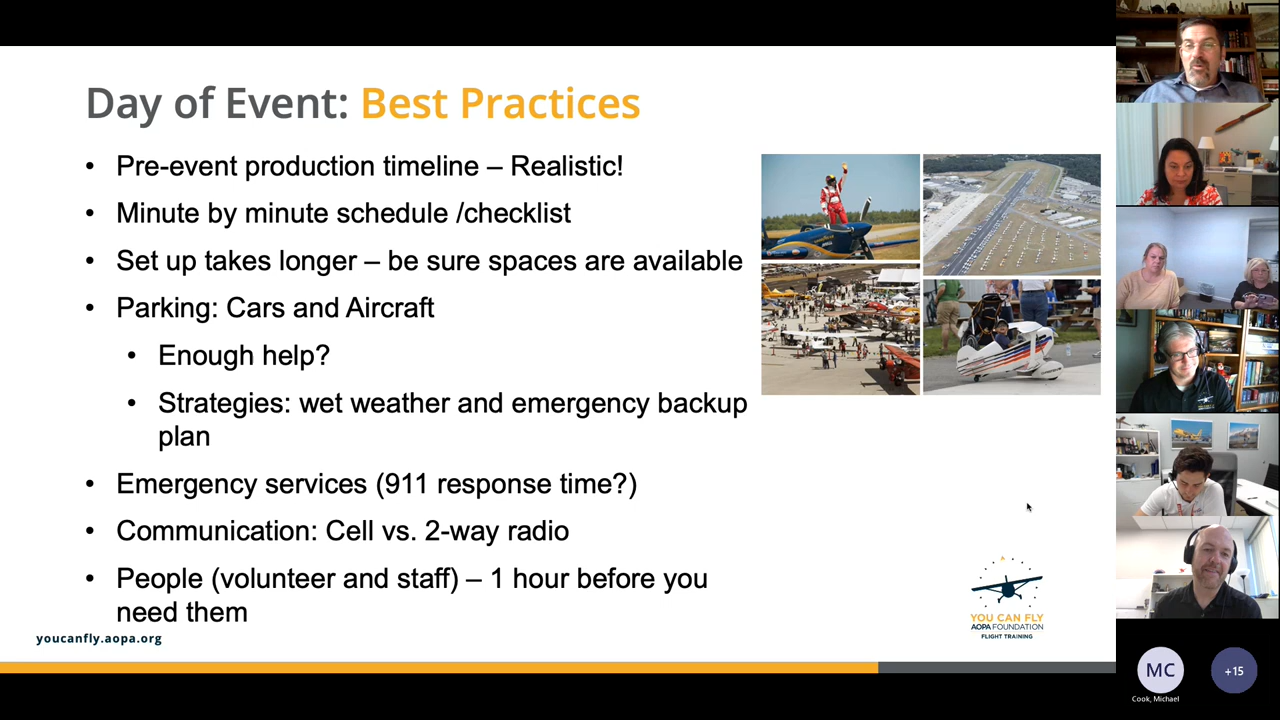 Day of Event: Best Practices
• Pre-event production timeline – Realistic!
• Minute by minute schedule /checklist
• Set up takes longer – be sure spaces are available
• Parking: Cars and Aircraft
• Enough help?
• Strategies: wet weather and emergency backup
plan
• Emergency services (911 response time?)
• Communication: Cell vs. 2-way radio
• People (volunteer and staff) – 1 hour before you
need them
youcanfly.aopa.org
YOU CAN FLY
AOPA FOUNDATION
FLIGHT TRAINING
MC
+15
Cook, Michael